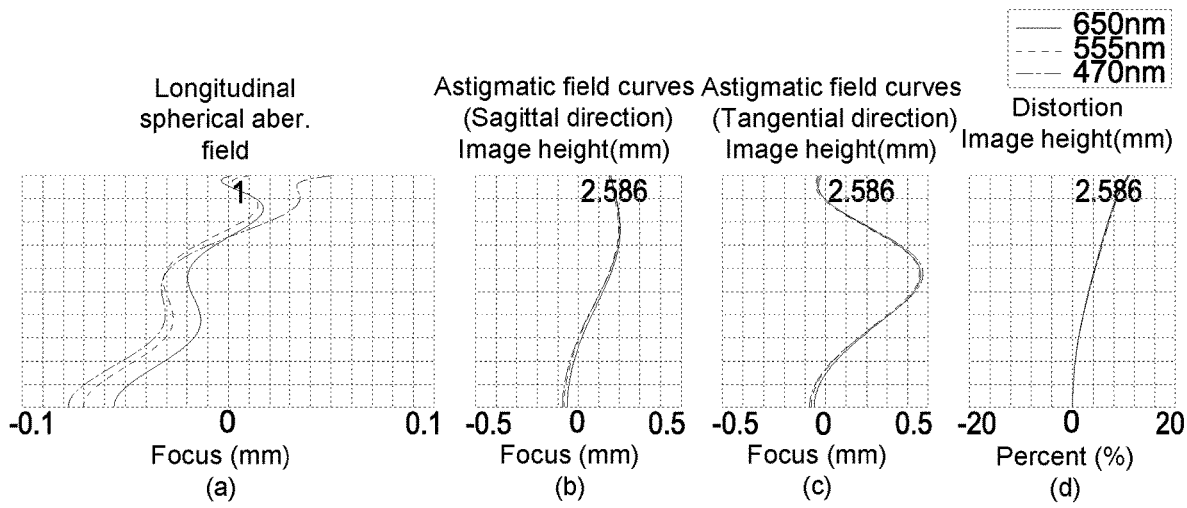 650nm
555nm
470nm
Longitudinal
spherical aber.
field
Astigmatic field curves
(Sagittal direction)
Image height(mm)
Astigmatic field curves
(Tangential direction)
Image height(mm)
Distortion
Image height(mm)
1
2.586
2.586
2.586
-0.1
0
0.1
-0.5
0
0.5
-0.5
0
0.5
-20
0
20
Focus (mm)
Focus (mm)
Focus (mm)
Percent (%)
(a)
(b)
(c)
(d)